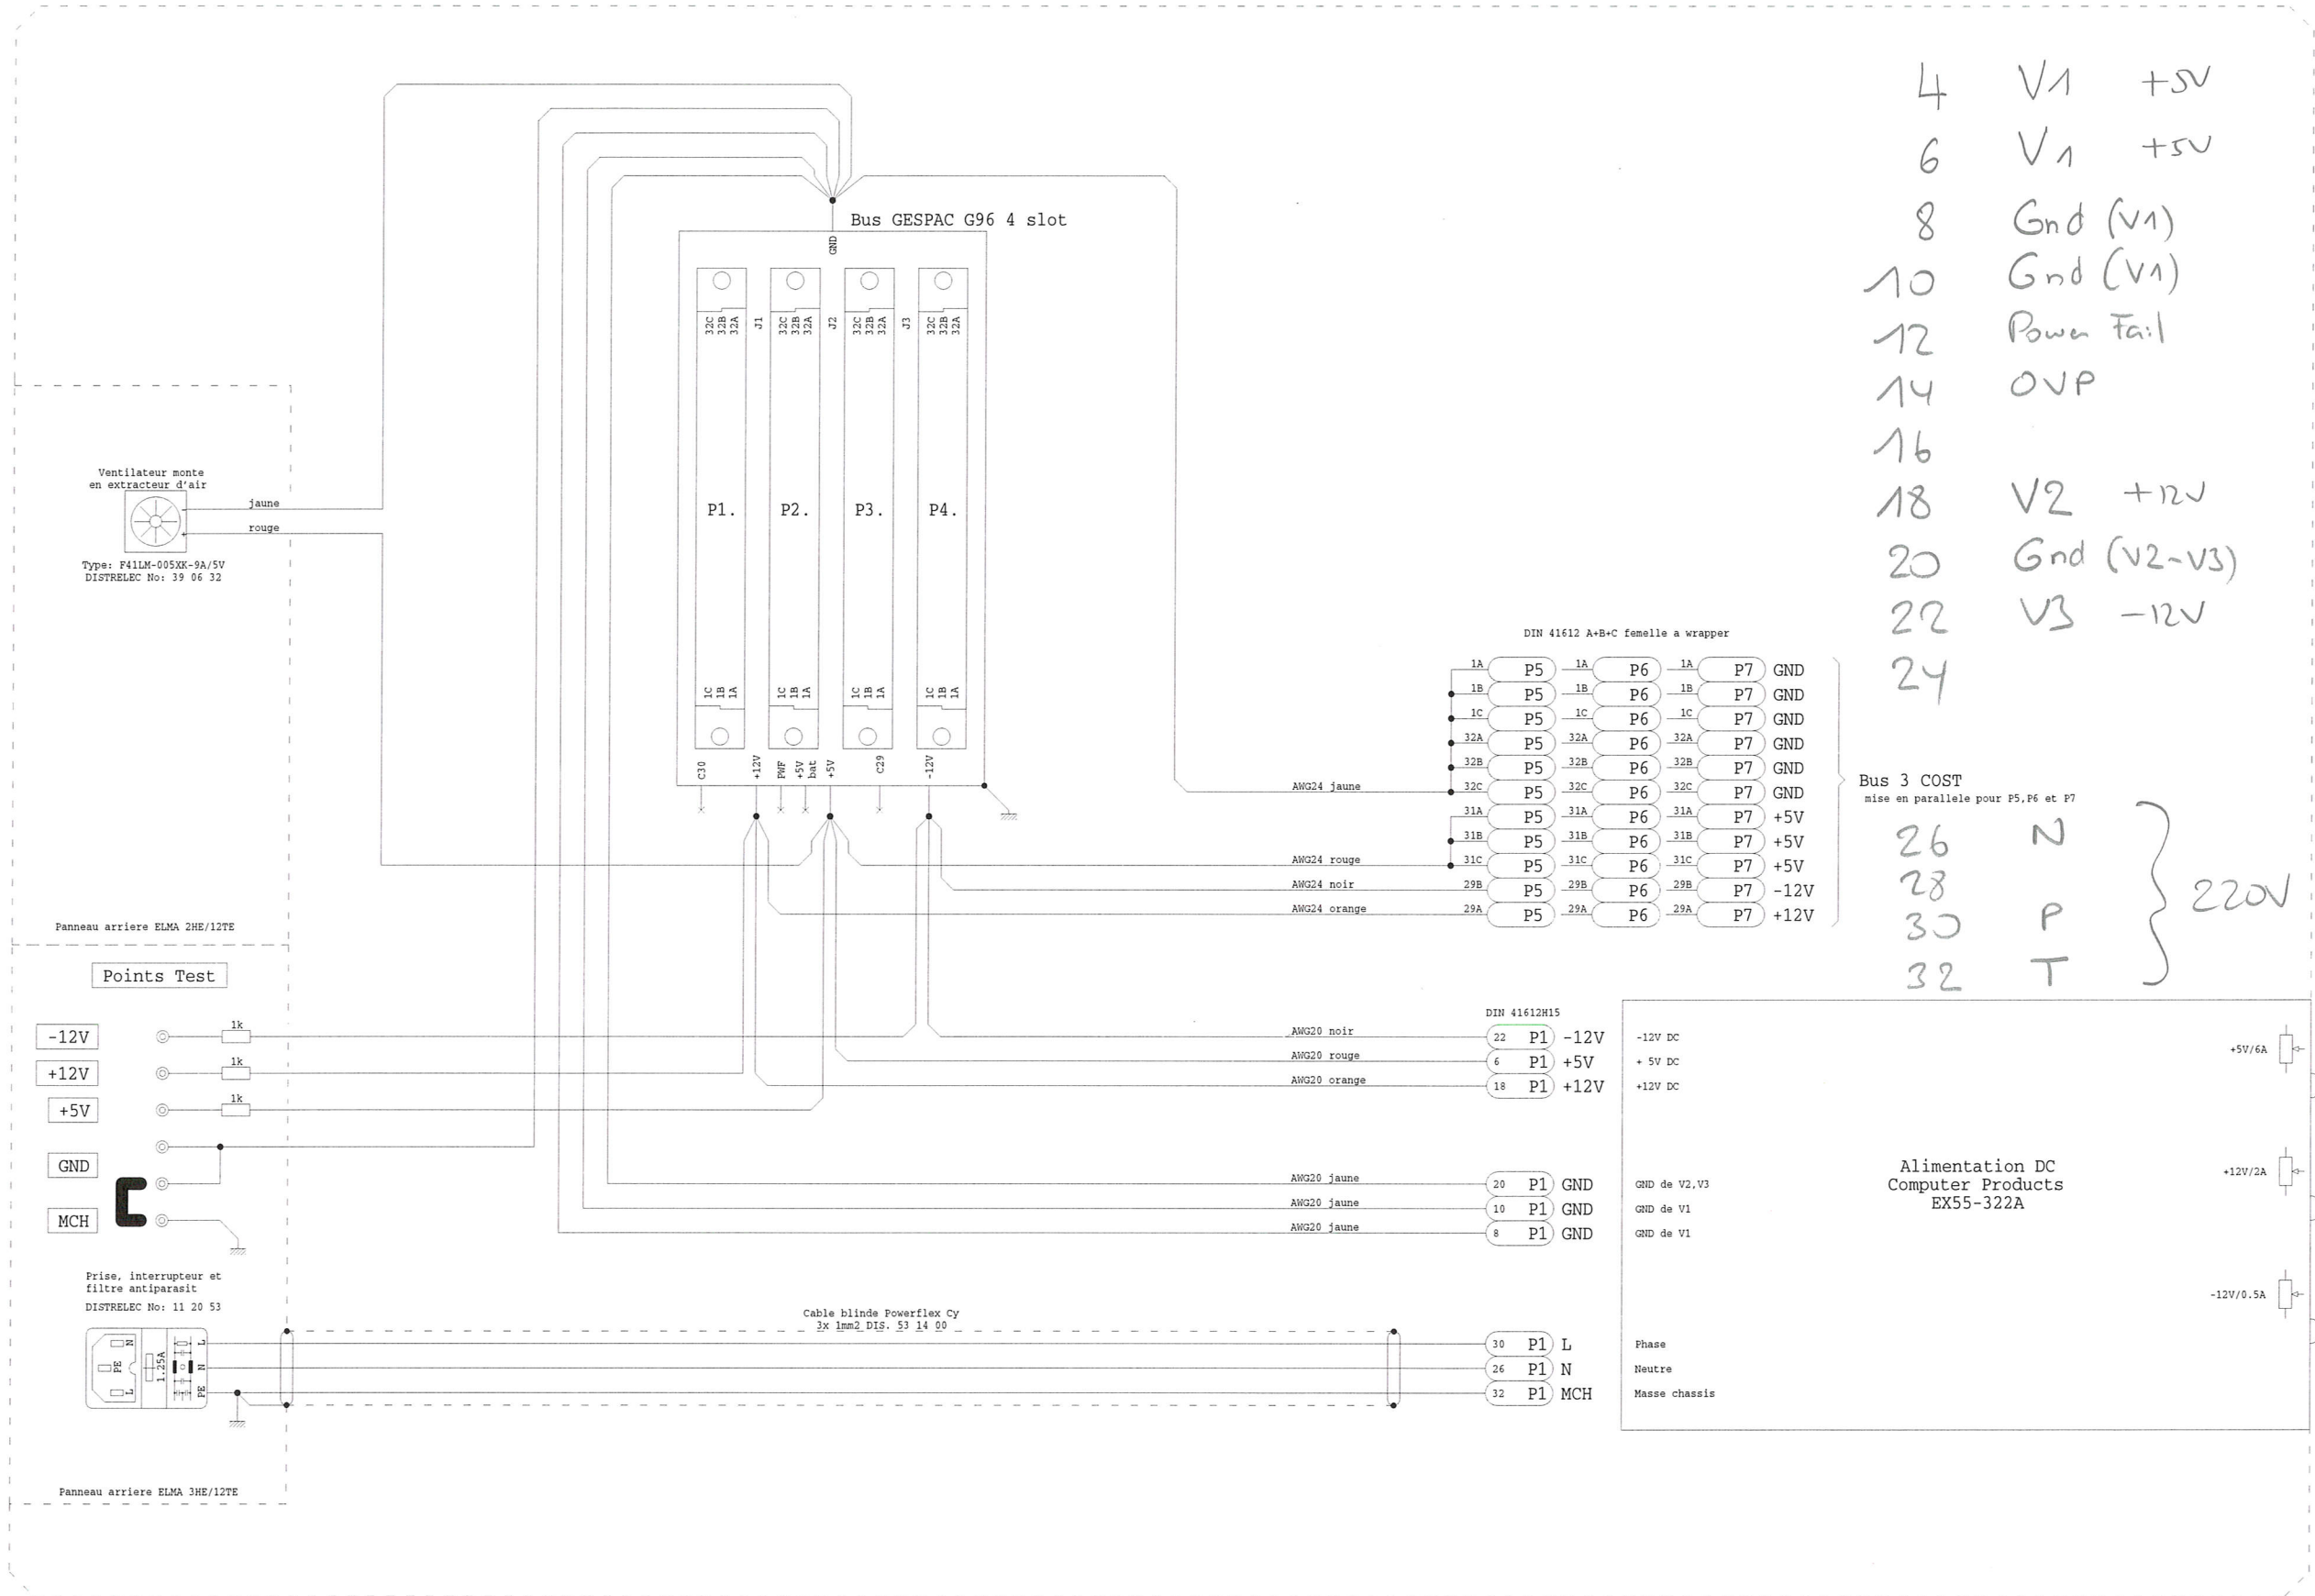 4 V1 +5V
6 V1 +5V
8 Gnd (V1)
10 Gnd (V1)
12 Power Fail
14 OVP
16
18 V2 +12V
20 Gnd (V2-V3)
22 V3 -12V
24
26 N
28
30 P
32 T
220V
Bus GESPAC G96 4 slot
GND
32C 32B 32A J1 32C 32B 32A J2 32C 32B 32A J3 32C 32B 32A
P1. P2. P3. P4.
1C 1B 1A 1C 1B 1A 1C 1B 1A 1C 1B 1A
C30 +12V PWF +5V bat +5V C29 -12V
Ventilateur monte
en extracteur d'air
jaune
rouge
Type: F41LM-005XK-9A/5V
DISTRELEC No: 39 06 32
Panneau arriere ELMA 2HE/12TE
DIN 41612 A+B+C femelle a wrapper
1A P5 1A P6 1A P7 GND
1B P5 1B P6 1B P7 GND
1C P5 1C P6 1C P7 GND
32A P5 32A P6 32A P7 GND
32B P5 32B P6 32B P7 GND
AWG24 jaune 32C P5 32C P6 32C P7 GND
31A P5 31A P6 31A P7 +5V
31B P5 31B P6 31B P7 +5V
AWG24 rouge 31C P5 31C P6 31C P7 +5V
AWG24 noir 29B P5 29B P6 29B P7 -12V
AWG24 orange 29A P5 29A P6 29A P7 +12V
Bus 3 COST
mise en parallele pour P5,P6 et P7
Points Test
-12V 1k
+12V 1k
+5V 1k
GND
MCH
DIN 41612H15
AWG20 noir 22 P1 -12V -12V DC
AWG20 rouge 6 P1 +5V + 5V DC
AWG20 orange 18 P1 +12V +12V DC
AWG20 jaune 20 P1 GND GND de V2,V3
AWG20 jaune 10 P1 GND GND de V1
AWG20 jaune 8 P1 GND GND de V1
Alimentation DC
Computer Products
EX55-322A
+5V/6A
+12V/2A
-12V/0.5A
Prise, interrupteur et
filtre antiparasit
DISTRELEC No: 11 20 53
N PE L 1.25A L N PE
Cable blinde Powerflex Cy
3x 1mm2 DIS. 53 14 00
30 P1 L Phase
26 P1 N Neutre
32 P1 MCH Masse chassis
Panneau arriere ELMA 3HE/12TE